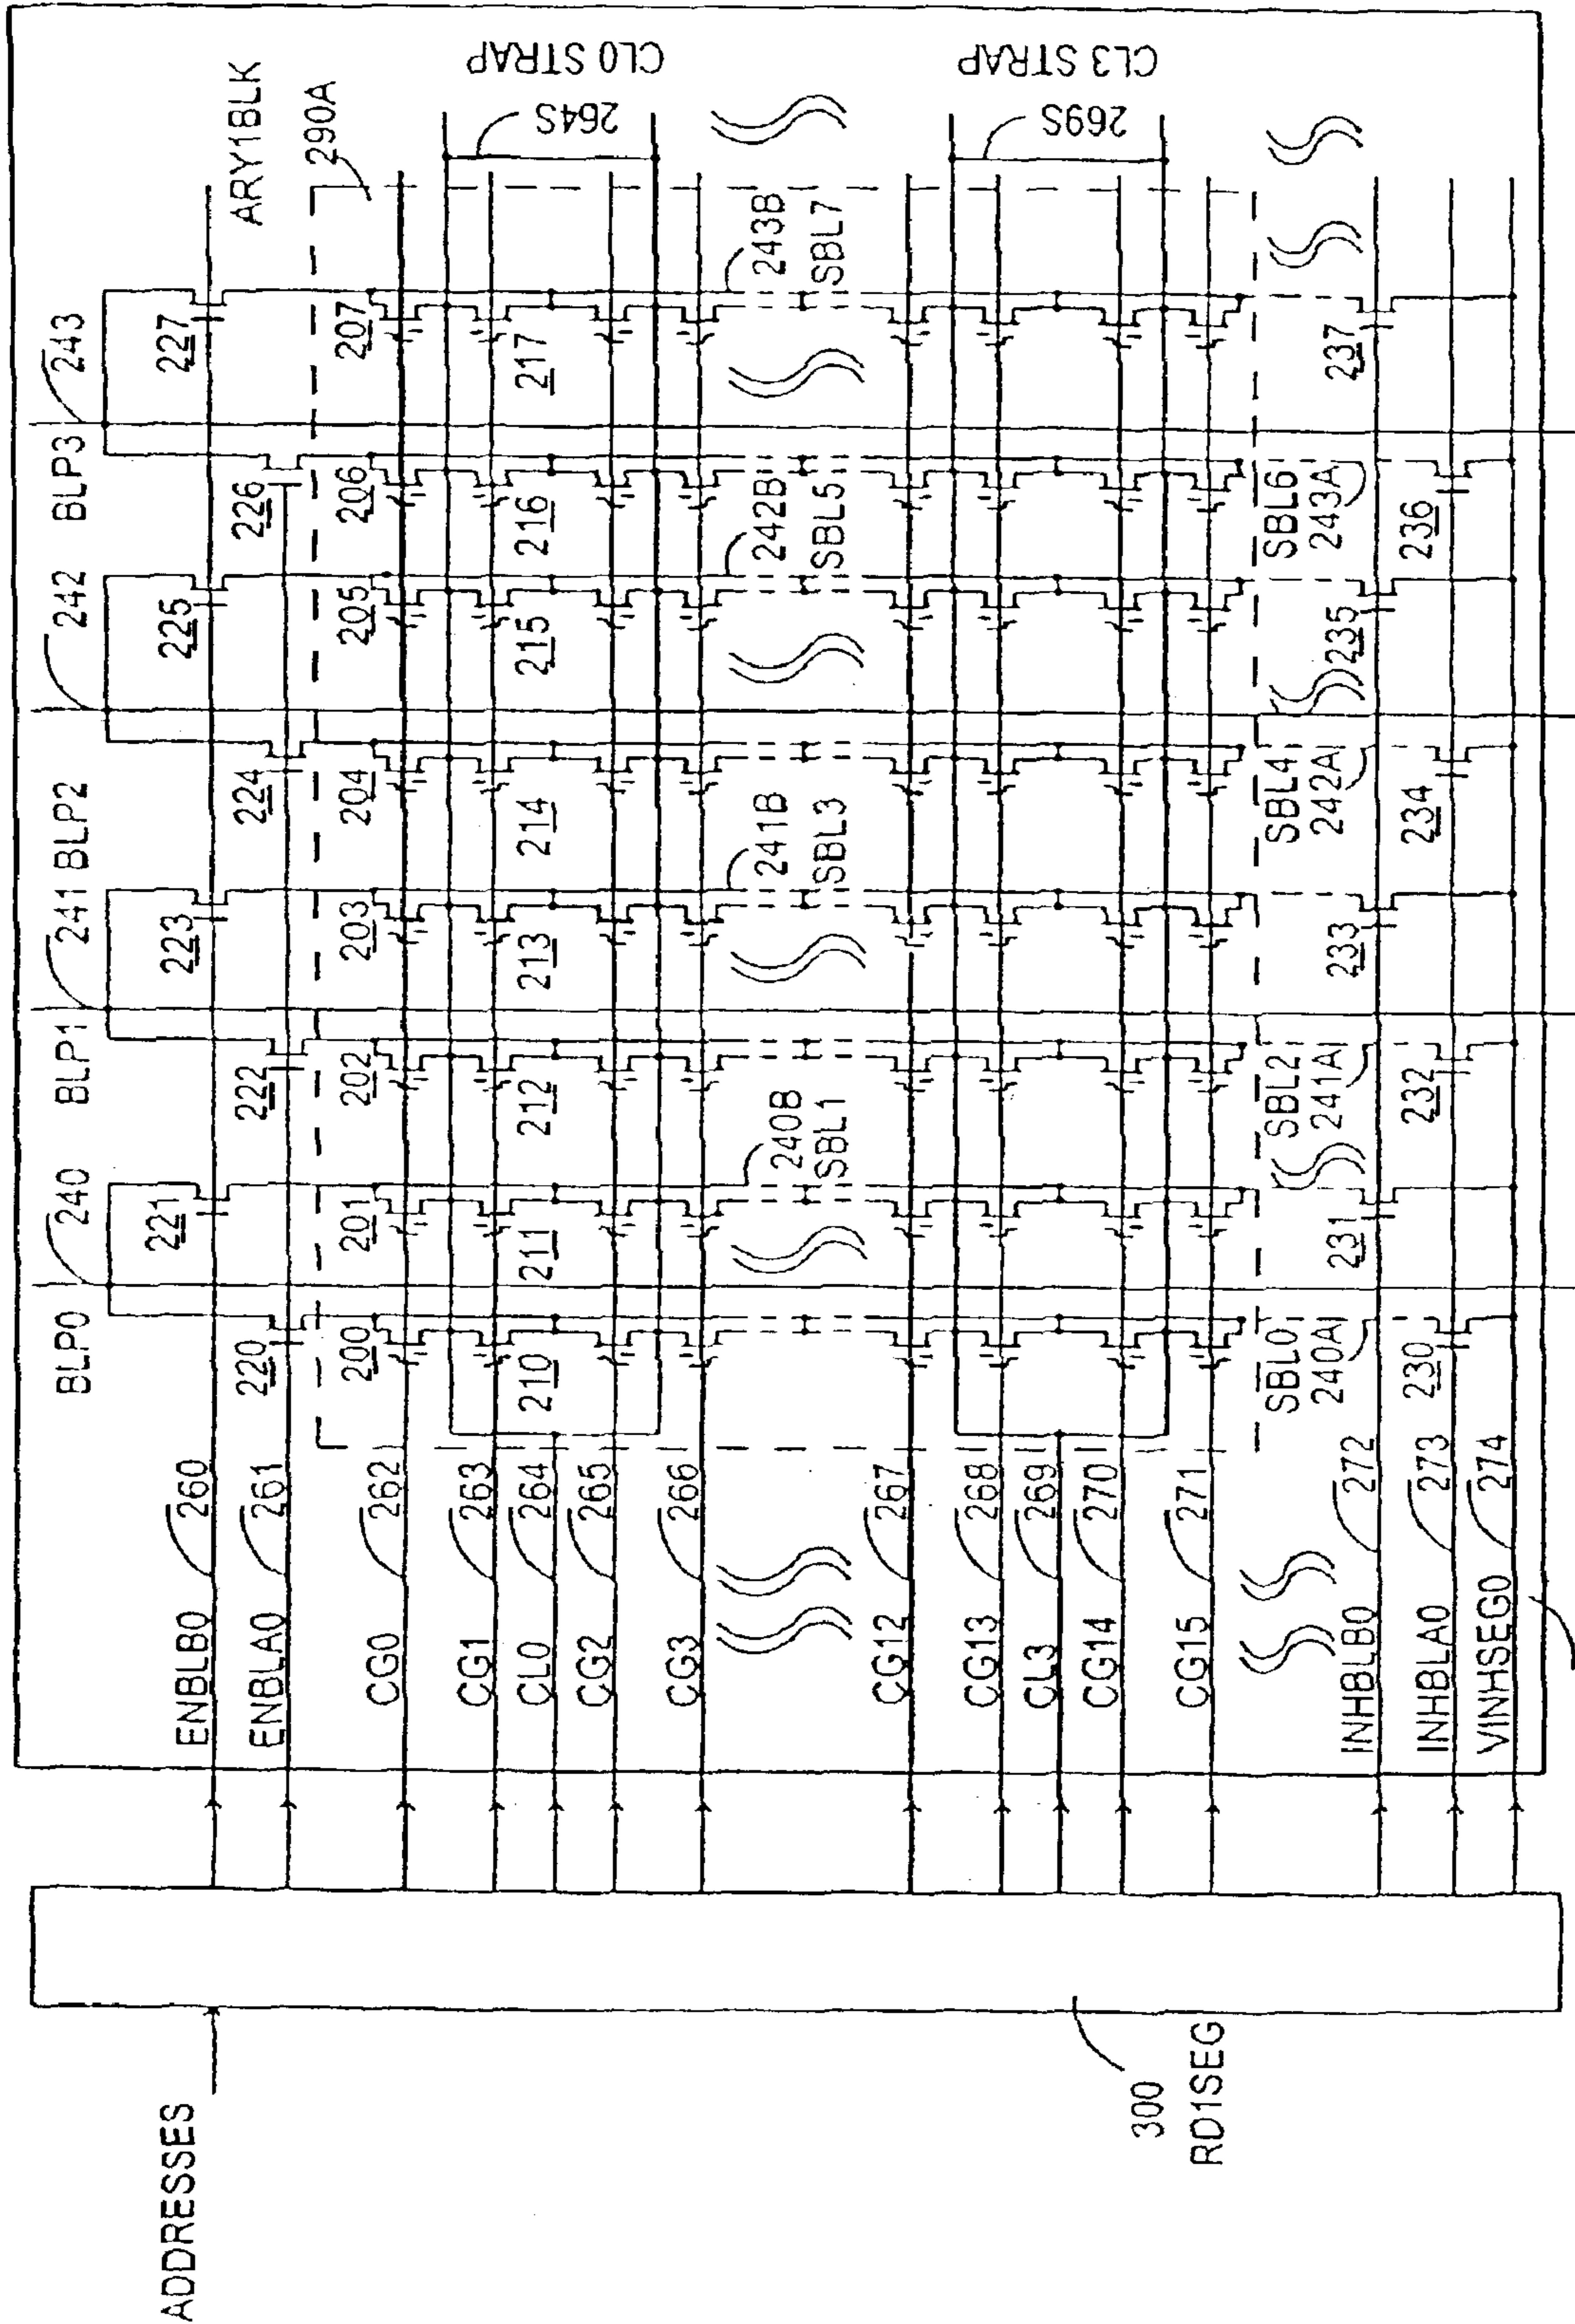 ADDRESSES
300
RD1SEG
BLP0 240 BLP1 241 BLP2 242 BLP3 243
ENBLB0 260 221 223 225 227 ARY1BLK
ENBLA0 261 220 222 224 226 290A
CG0 262 200 201 202 203 204 205 206 207
CG1 263
CL0 264 210 211 212 213 214 215 216 217
CG2 265
CG3 266
264S
CL0 STRAP
240B 241B 242B 243B
SBL1 SBL3 SBL5 SBL7
CG12 267
CG13 268
CL3 269
CG14 270
CG15 271
269S
CL3 STRAP
SBL0 SBL2 SBL4 SBL6
240A 241A 242A 243A
INHBLB0 272 231 233 235 237
INHBLA0 273 230 232 234 236
VINHSEG0 274